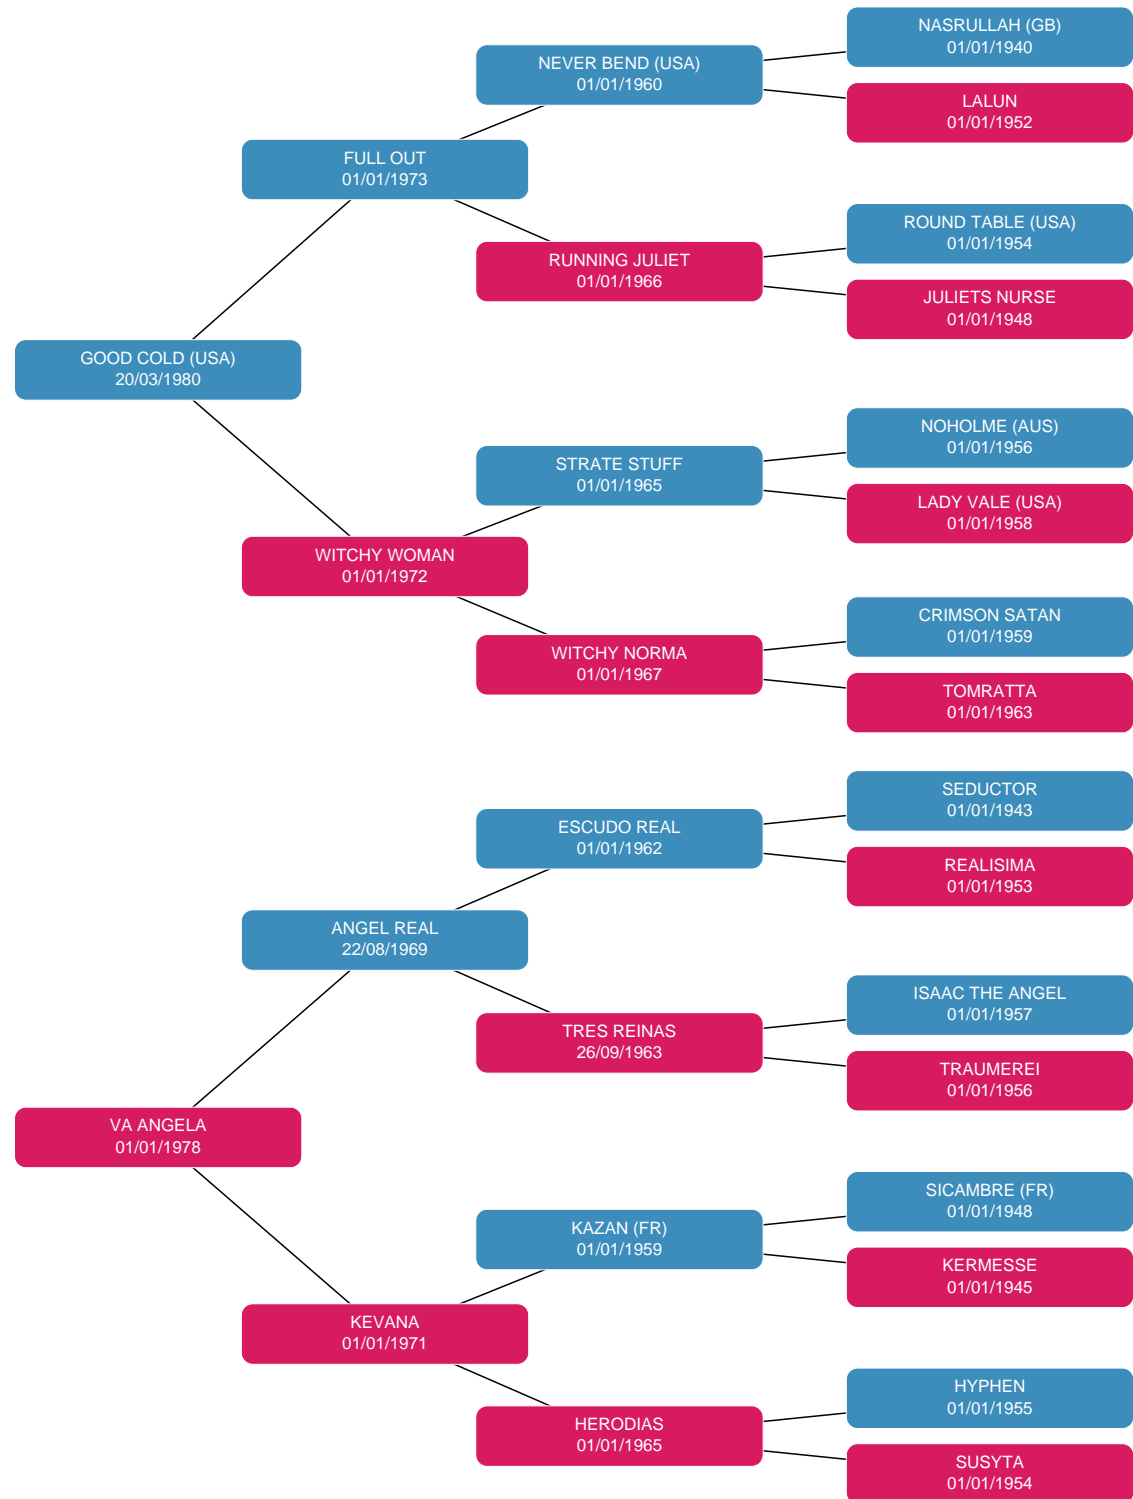 NASRULLAH (GB)
01/01/1940
NEVER BEND (USA)
01/01/1960
LALUN
01/01/1952
FULL OUT
01/01/1973
ROUND TABLE (USA)
01/01/1954
RUNNING JULIET
01/01/1966
JULIETS NURSE
01/01/1948
GOOD COLD (USA)
20/03/1980
NOHOLME (AUS)
01/01/1956
STRATE STUFF
01/01/1965
LADY VALE (USA)
01/01/1958
WITCHY WOMAN
01/01/1972
CRIMSON SATAN
01/01/1959
WITCHY NORMA
01/01/1967
TOMRATTA
01/01/1963
SEDUCTOR
01/01/1943
ESCUDO REAL
01/01/1962
REALISIMA
01/01/1953
ANGEL REAL
22/08/1969
ISAAC THE ANGEL
01/01/1957
TRES REINAS
26/09/1963
TRAUMEREI
01/01/1956
VA ANGELA
01/01/1978
SICAMBRE (FR)
01/01/1948
KAZAN (FR)
01/01/1959
KERMESSE
01/01/1945
KEVANA
01/01/1971
HYPHEN
01/01/1955
HERODIAS
01/01/1965
SUSYTA
01/01/1954